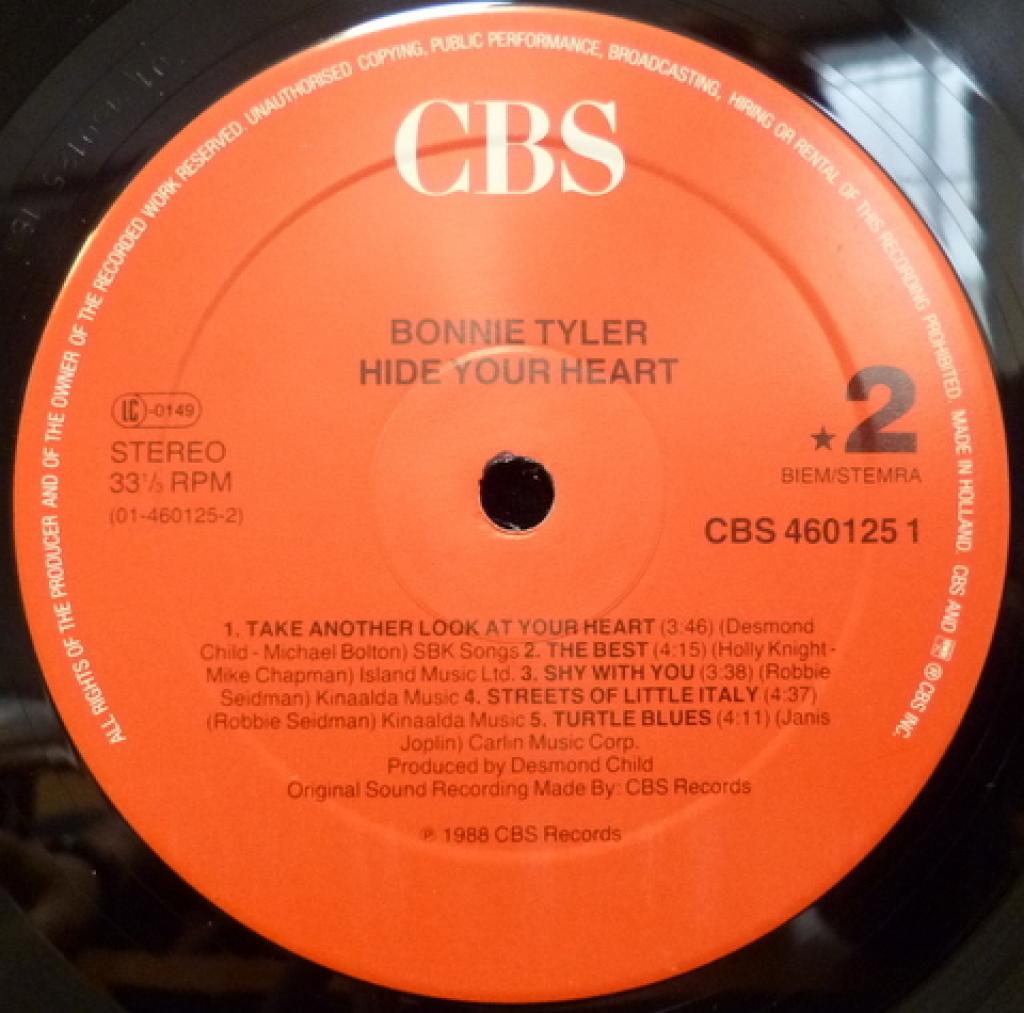 ALL RIGHTS OF THE PRODUCER AND OF THE OWNER OF THE RECORDED WORK RESERVED. UNAUTHORISED COPYING, PUBLIC PERFORMANCE, BROADCASTING, HIRING OR RENTAL OF THIS RECORDING PROHIBITED. MADE IN HOLLAND. CBS AND ® CBS INC.
CBS
BONNIE TYLER
HIDE YOUR HEART
LC-0149
STEREO
33⅓ RPM
(01-460125-2)
★2
BIEM/STEMRA
CBS 460125 1
1. TAKE ANOTHER LOOK AT YOUR HEART (3:46) (Desmond
Child - Michael Bolton) SBK Songs 2. THE BEST (4:15) (Holly Knight -
Mike Chapman) Island Music Ltd. 3. SHY WITH YOU (3:38) (Robbie
Seidman) Kinaalda Music 4. STREETS OF LITTLE ITALY (4:37)
(Robbie Seidman) Kinaalda Music 5. TURTLE BLUES (4:11) (Janis
Joplin) Carlin Music Corp.
Produced by Desmond Child
Original Sound Recording Made By: CBS Records
℗ 1988 CBS Records